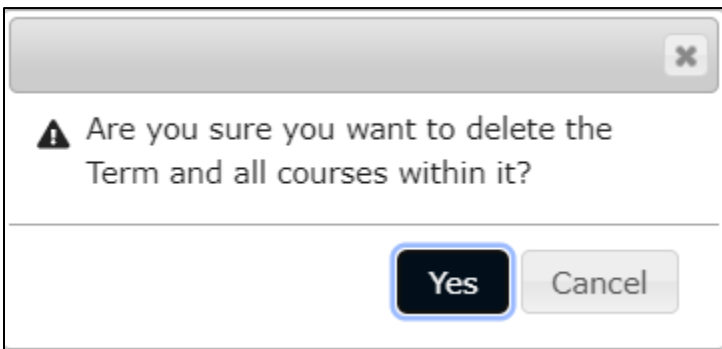 Are you sure you want to delete the
Term and all courses within it?
Yes Cancel